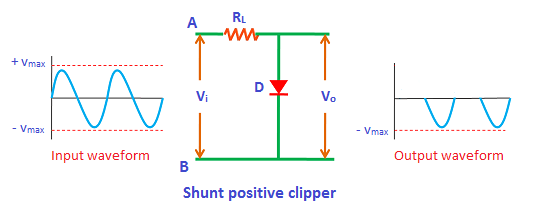 + Vmax
- Vmax
Input waveform
A
RL
Vi
D
Vo
B
Shunt positive clipper
- Vmax
Output waveform